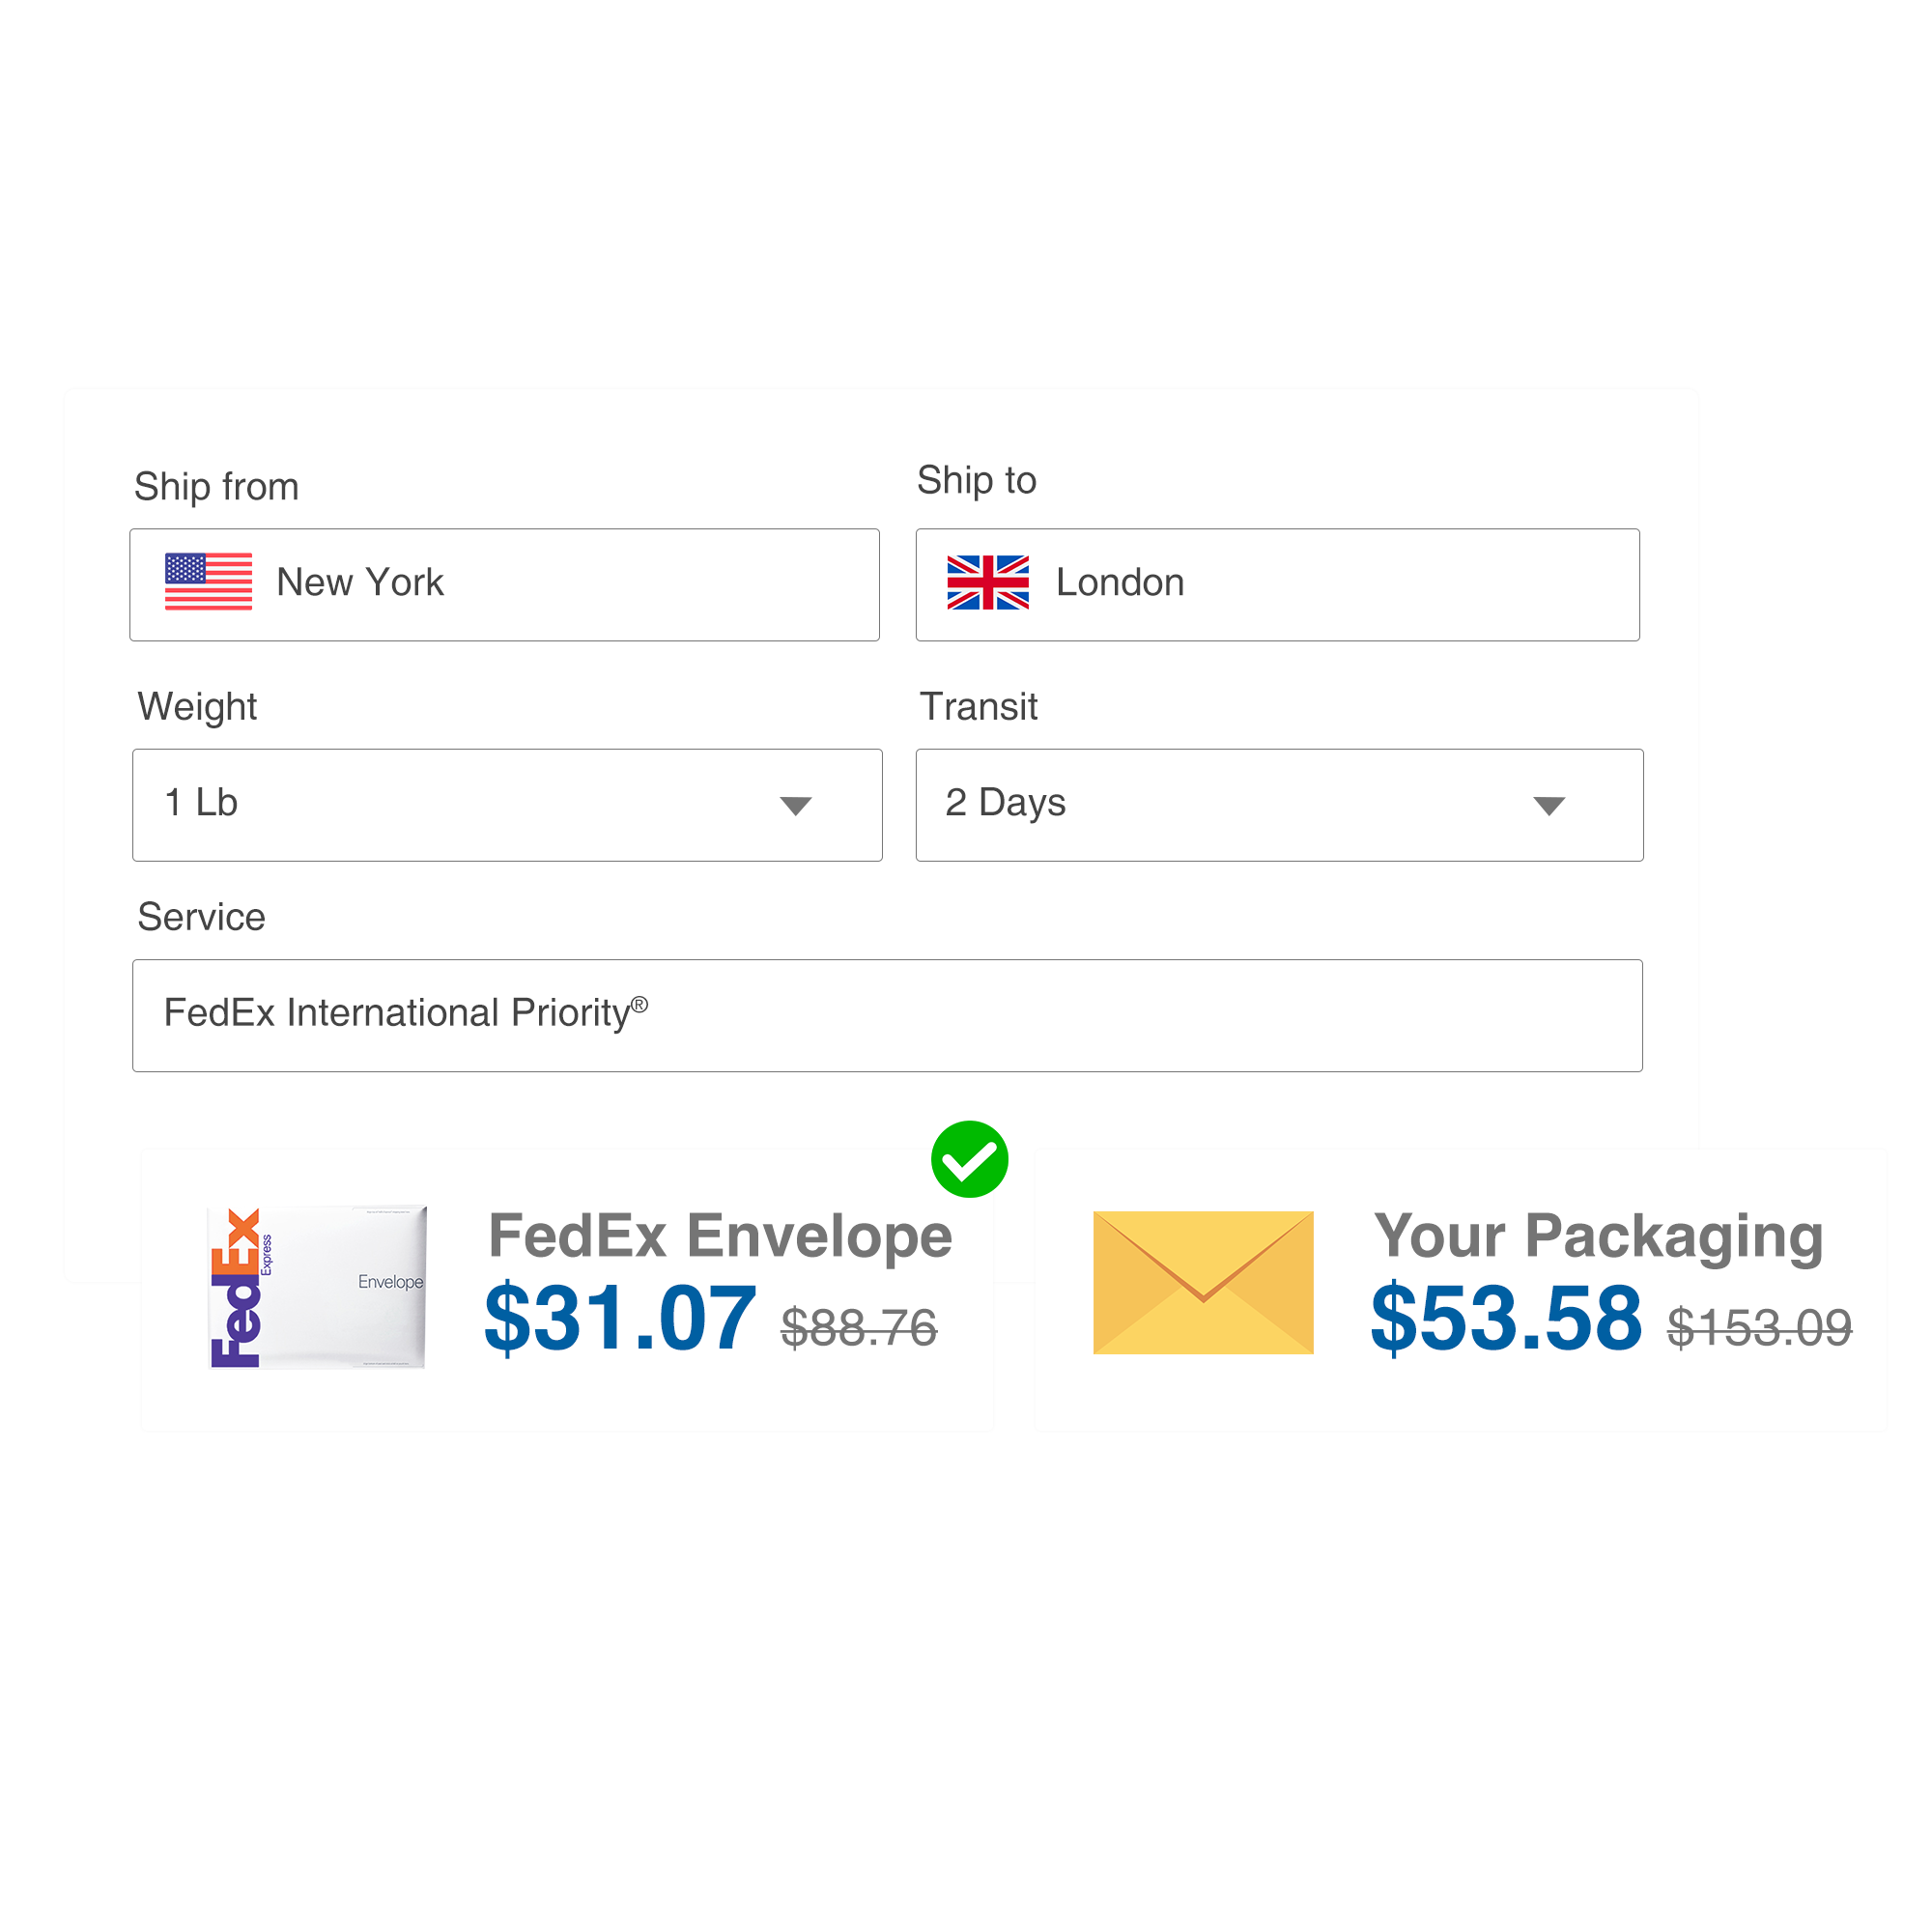 Ship from
Ship to
New York
London
Weight
Transit
1 Lb
2 Days
Service
FedEx International Priority®
FedEx Express
Envelope
FedEx Envelope
$31.07 $88.76
Your Packaging
$53.58 $153.09